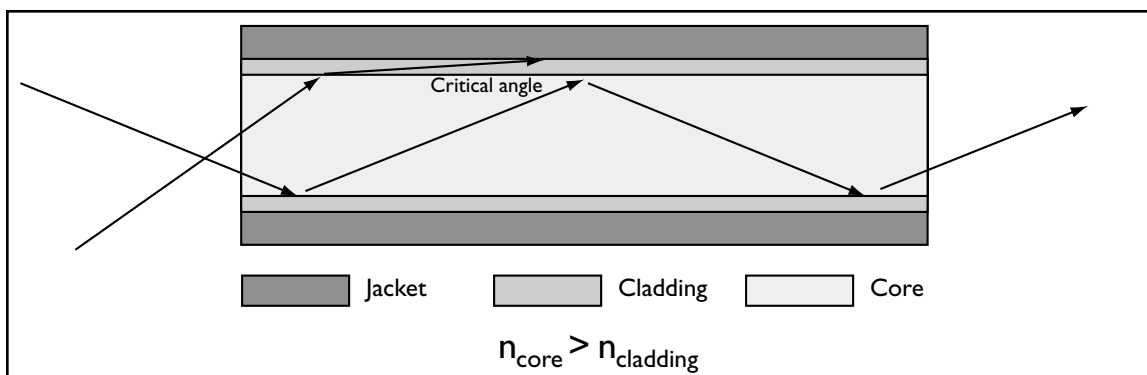 Critical angle
Jacket Cladding Core
n_core > n_cladding